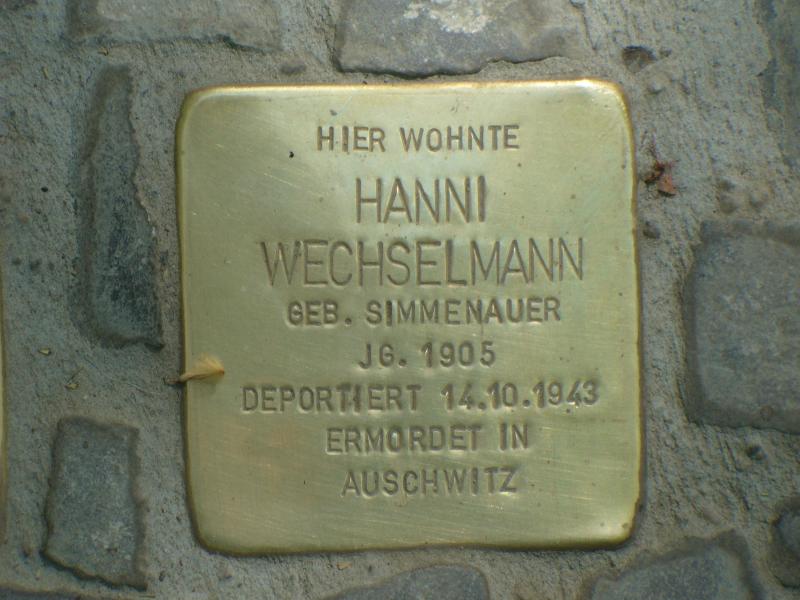 HIER WOHNTE
HANNI
WECHSELMANN
GEB. SIMMENAUER
JG. 1905
DEPORTIERT 14.10.1943
ERMORDET IN
AUSCHWITZ